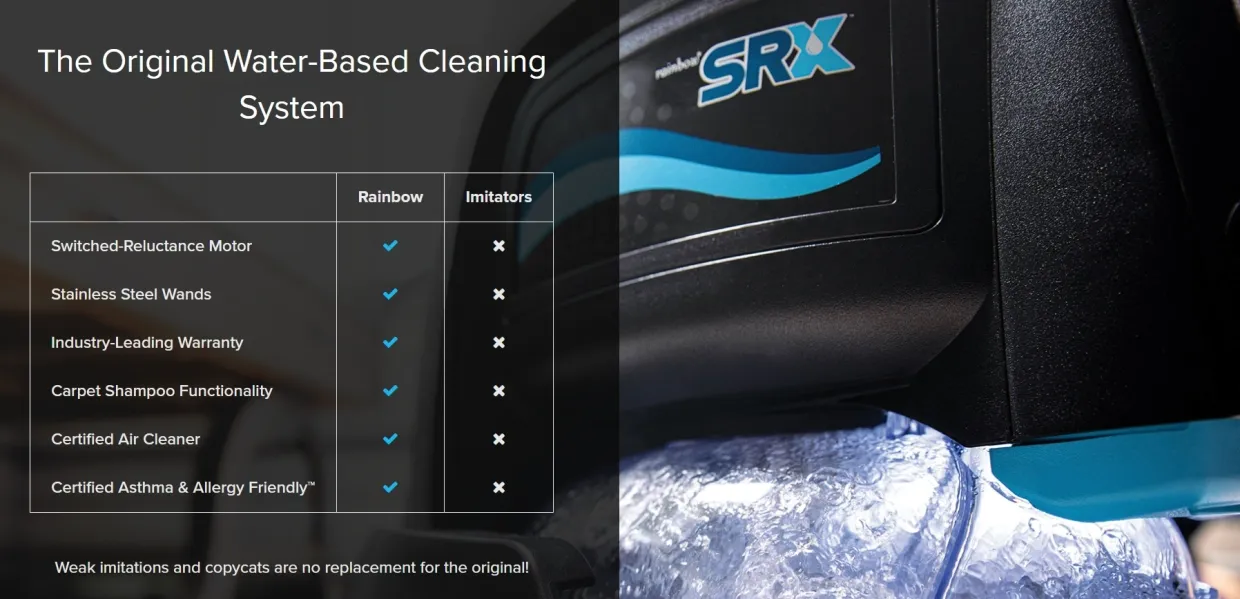 The Original Water-Based Cleaning
System
Rainbow Imitators
Switched-Reluctance Motor ✔ ✖
Stainless Steel Wands ✔ ✖
Industry-Leading Warranty ✔ ✖
Carpet Shampoo Functionality ✔ ✖
Certified Air Cleaner ✔ ✖
Certified Asthma & Allergy Friendly™ ✔ ✖
Weak imitations and copycats are no replacement for the original!
rainbow® SRX™